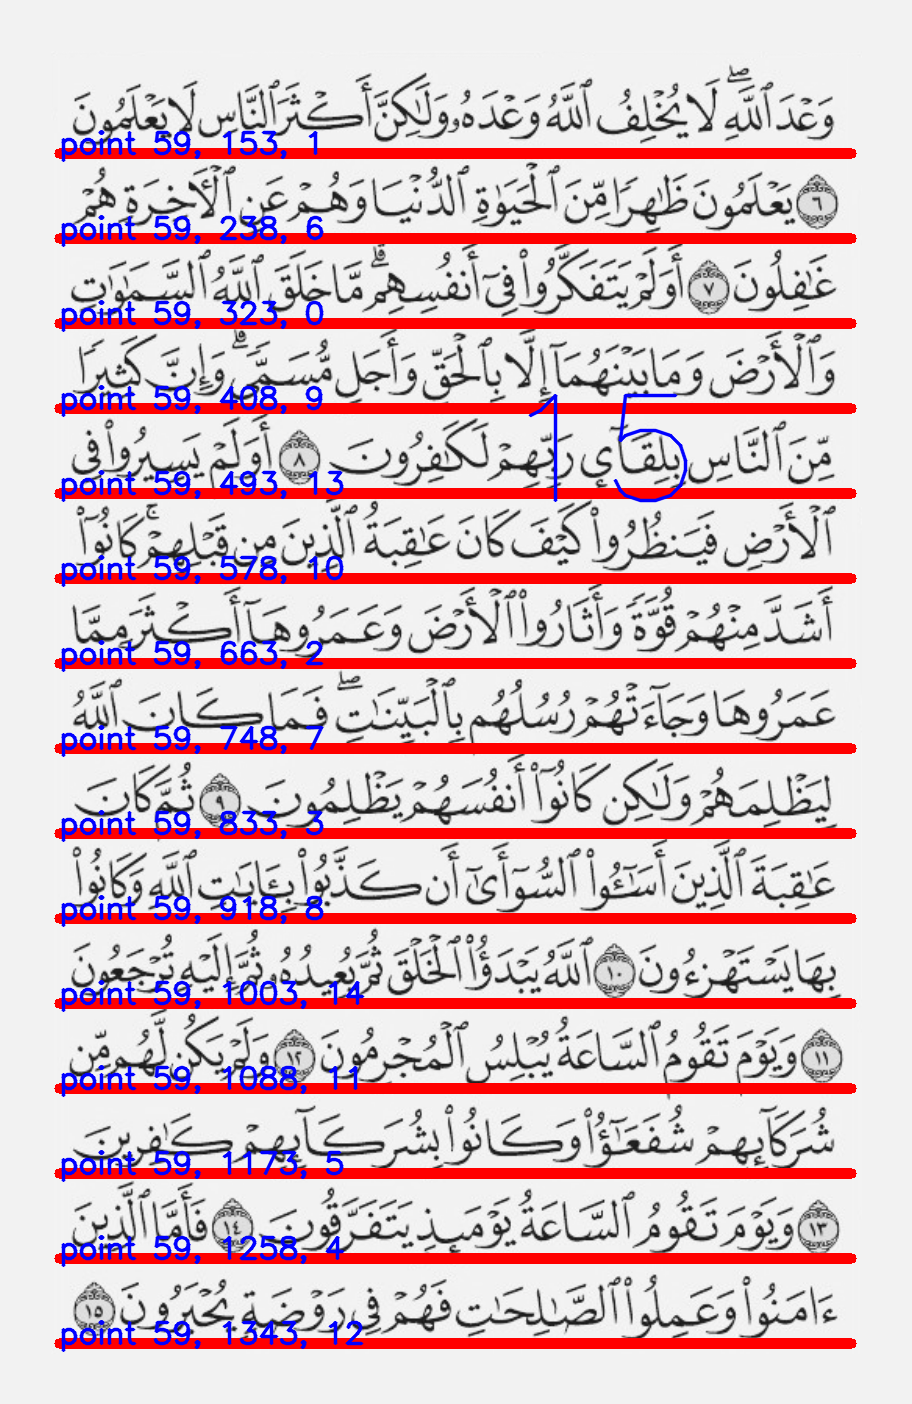 وَعْدَ ٱللَّهِۖ لَا يُخْلِفُ ٱللَّهُ وَعْدَهُۥ وَلَٰكِنَّ أَكْثَرَ ٱلنَّاسِ لَا يَعْلَمُونَ
point 59, 153, 1
٦ يَعْلَمُونَ ظَٰهِرًا مِّنَ ٱلْحَيَوٰةِ ٱلدُّنْيَا وَهُمْ عَنِ ٱلْءَاخِرَةِ هُمْ
point 59, 238, 6
غَٰفِلُونَ ٧ أَوَلَمْ يَتَفَكَّرُوا۟ فِىٓ أَنفُسِهِمۗ مَّا خَلَقَ ٱللَّهُ ٱلسَّمَٰوَٰتِ
point 59, 323, 0
وَٱلْأَرْضَ وَمَا بَيْنَهُمَآ إِلَّا بِٱلْحَقِّ وَأَجَلٍ مُّسَمًّىۗ وَإِنَّ كَثِيرًا
point 59, 408, 9
15
مِّنَ ٱلنَّاسِ بِلِقَآئِ رَبِّهِمْ لَكَٰفِرُونَ ٨ أَوَلَمْ يَسِيرُوا۟ فِى
point 59, 493, 13
ٱلْأَرْضِ فَيَنظُرُوا۟ كَيْفَ كَانَ عَٰقِبَةُ ٱلَّذِينَ مِن قَبْلِهِمْۚ كَانُوٓا۟
point 59, 578, 10
أَشَدَّ مِنْهُمْ قُوَّةً وَأَثَارُوا۟ ٱلْأَرْضَ وَعَمَرُوهَآ أَكْثَرَ مِمَّا
point 59, 663, 2
عَمَرُوهَا وَجَآءَتْهُمْ رُسُلُهُم بِٱلْبَيِّنَٰتِۖ فَمَا كَانَ ٱللَّهُ
point 59, 748, 7
لِيَظْلِمَهُمْ وَلَٰكِن كَانُوٓا۟ أَنفُسَهُمْ يَظْلِمُونَ ٩ ثُمَّ كَانَ
point 59, 833, 3
عَٰقِبَةَ ٱلَّذِينَ أَسَٰٓـُٔوا۟ ٱلسُّوٓأَىٰٓ أَن كَذَّبُوا۟ بِـَٔايَٰتِ ٱللَّهِ وَكَانُوا۟
point 59, 918, 8
بِهَا يَسْتَهْزِءُونَ ١٠ ٱللَّهُ يَبْدَؤُا۟ ٱلْخَلْقَ ثُمَّ يُعِيدُهُۥ ثُمَّ إِلَيْهِ تُرْجَعُونَ
point 59, 1003, 14
١١ وَيَوْمَ تَقُومُ ٱلسَّاعَةُ يُبْلِسُ ٱلْمُجْرِمُونَ ١٢ وَلَمْ يَكُن لَّهُم مِّن
point 59, 1088, 11
شُرَكَآئِهِمْ شُفَعَٰٓؤُا۟ وَكَانُوا۟ بِشُرَكَآئِهِمْ كَٰفِرِينَ
point 59, 1173, 5
١٣ وَيَوْمَ تَقُومُ ٱلسَّاعَةُ يَوْمَئِذٍ يَتَفَرَّقُونَ ١٤ فَأَمَّا ٱلَّذِينَ
point 59, 1258, 4
ءَامَنُوا۟ وَعَمِلُوا۟ ٱلصَّٰلِحَٰتِ فَهُمْ فِى رَوْضَةٍ يُحْبَرُونَ ١٥
point 59, 1343, 12